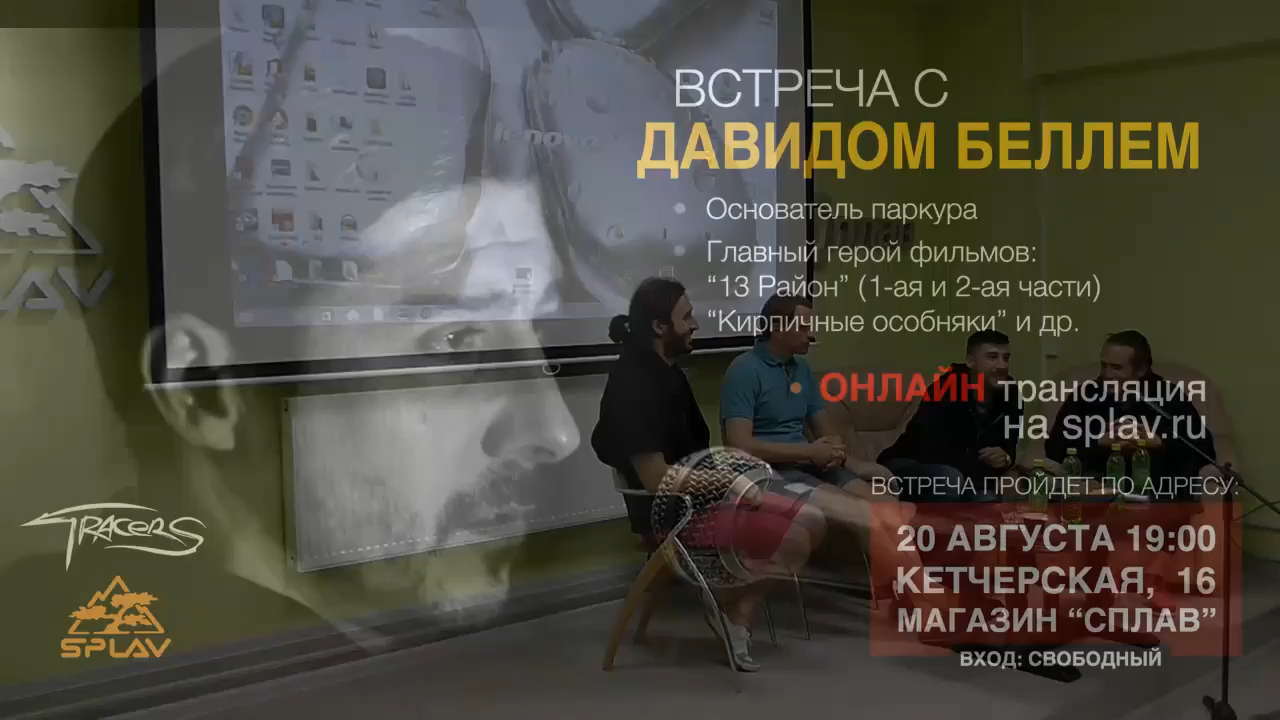 ВСТРЕЧА С
ДАВИДОМ БЕЛЛЕМ
• Основатель паркура
• Главный герой фильмов:
“13 Район” (1-ая и 2-ая части)
“Кирпичные особняки” и др.
• ОНЛАЙН трансляция
на splav.ru
ВСТРЕЧА ПРОЙДЕТ ПО АДРЕСУ:
20 АВГУСТА 19:00
КЕТЧЕРСКАЯ, 16
МАГАЗИН “СПЛАВ”
ВХОД: СВОБОДНЫЙ
TRACERS
SPLAV
lenovo